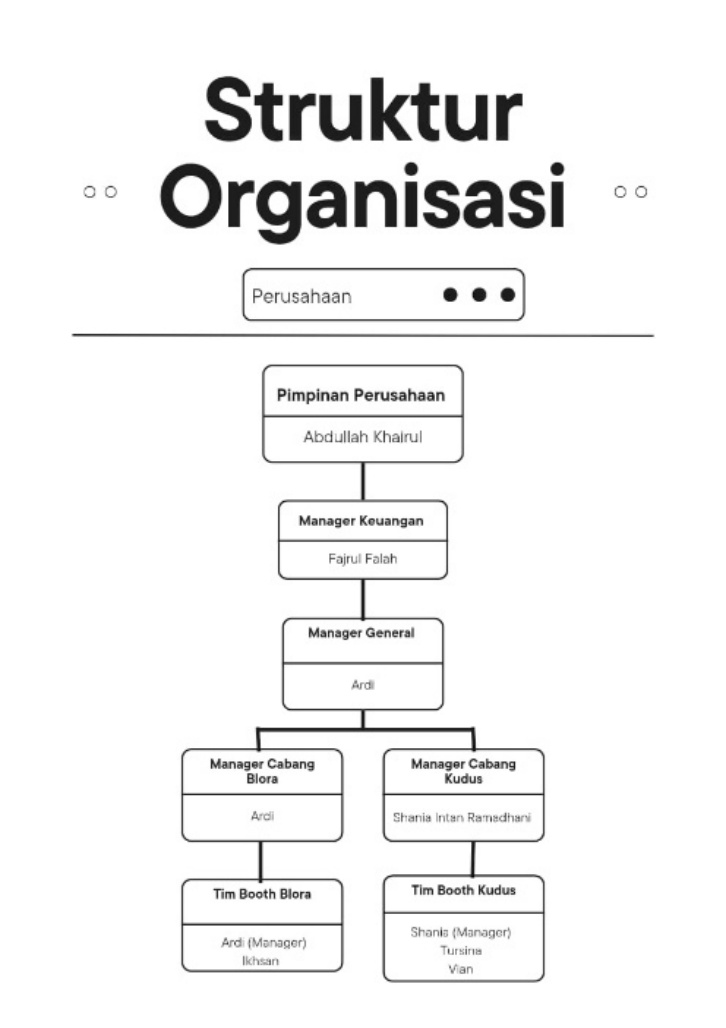 Struktur
Organisasi
Perusahaan
Pimpinan Perusahaan
Abdullah Khairul
Manager Keuangan
Fajrul Falah
Manager General
Ardi
Manager Cabang
Blora
Ardi
Manager Cabang
Kudus
Shania Intan Ramadhani
Tim Booth Blora
Ardi (Manager)
Ikhsan
Tim Booth Kudus
Shania (Manager)
Tursina
Vian